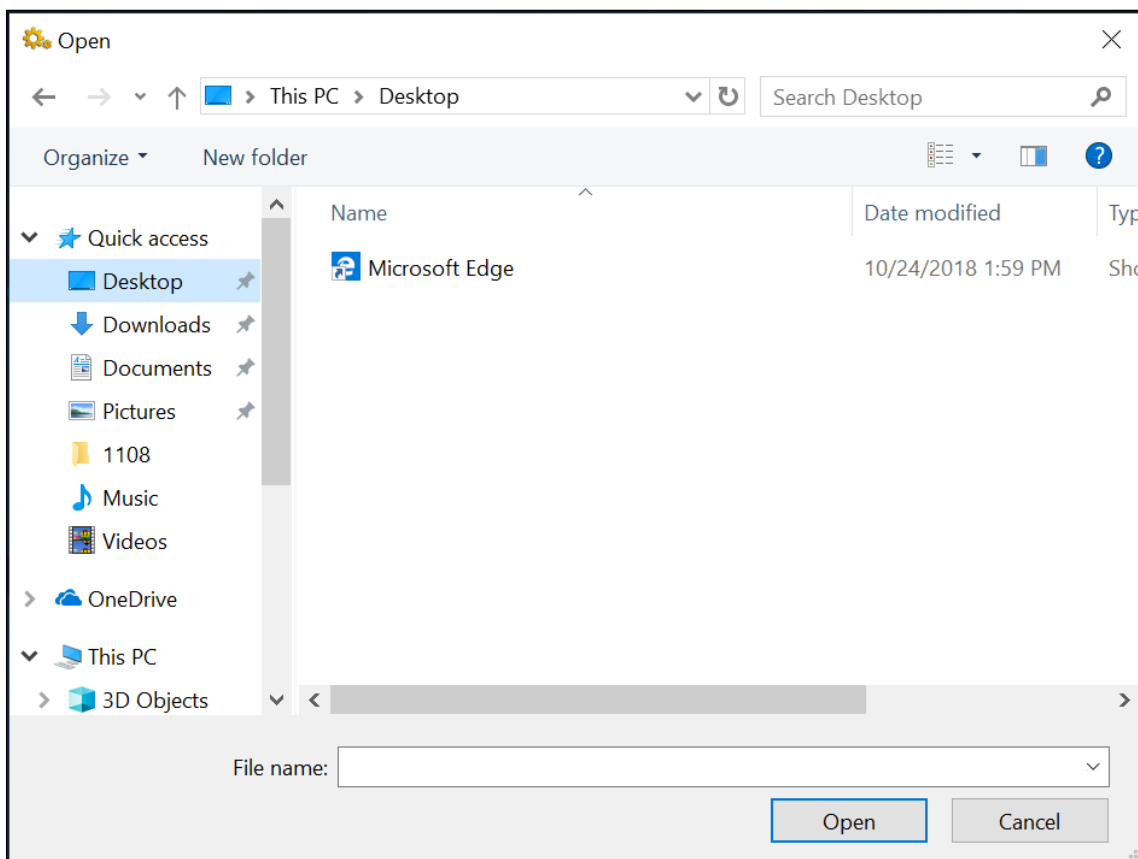 Open
This PC > Desktop
Search Desktop
Organize
New folder
?
Name
Date modified
Typ
Quick access
Desktop
Downloads
Documents
Pictures
1108
Music
Videos
OneDrive
This PC
3D Objects
Microsoft Edge
10/24/2018 1:59 PM
Sho
File name:
Open
Cancel